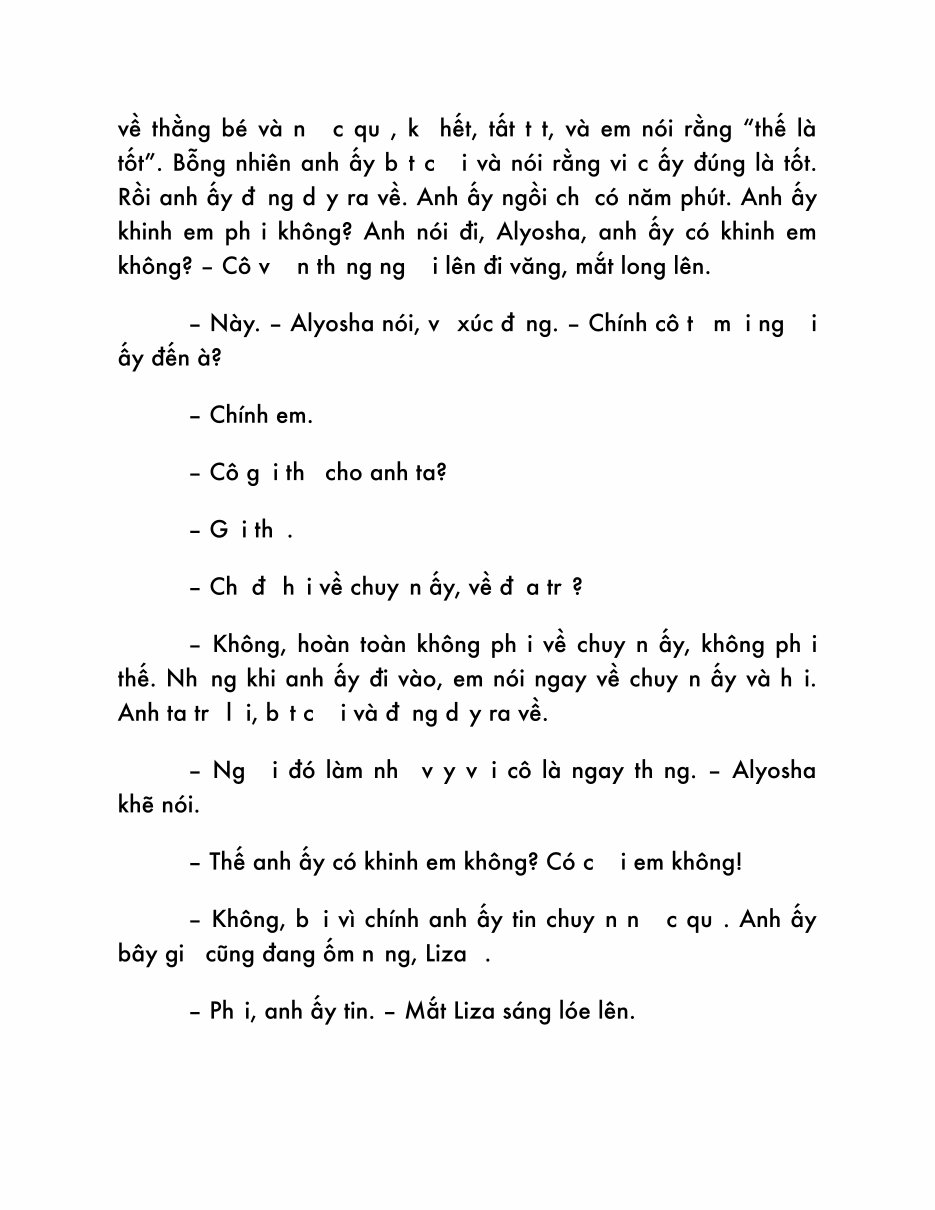 về thằng bé và n c qu , k hết, tất t t, và em nói rằng “thế là
tốt”. Bỗng nhiên anh ấy b t c i và nói rằng vi c ấy đúng là tốt.
Rồi anh ấy đ ng d y ra về. Anh ấy ngồi ch có năm phút. Anh ấy
khinh em ph i không? Anh nói đi, Alyosha, anh ấy có khinh em
không? – Cô v n th ng ng i lên đi văng, mắt long lên.
– Này. – Alyosha nói, v xúc đ ng. – Chính cô t m i ng i
ấy đến à?
– Chính em.
– Cô g i th cho anh ta?
– G i th .
– Ch đ h i về chuy n ấy, về đ a tr ?
– Không, hoàn toàn không ph i về chuy n ấy, không ph i
thế. Nh ng khi anh ấy đi vào, em nói ngay về chuy n ấy và h i.
Anh ta tr l i, b t c i và đ ng d y ra về.
– Ng i đó làm nh v y v i cô là ngay th ng. – Alyosha
khẽ nói.
– Thế anh ấy có khinh em không? Có c i em không!
– Không, b i vì chính anh ấy tin chuy n n c qu . Anh ấy
bây gi cũng đang ốm n ng, Liza .
– Ph i, anh ấy tin. – Mắt Liza sáng lóe lên.